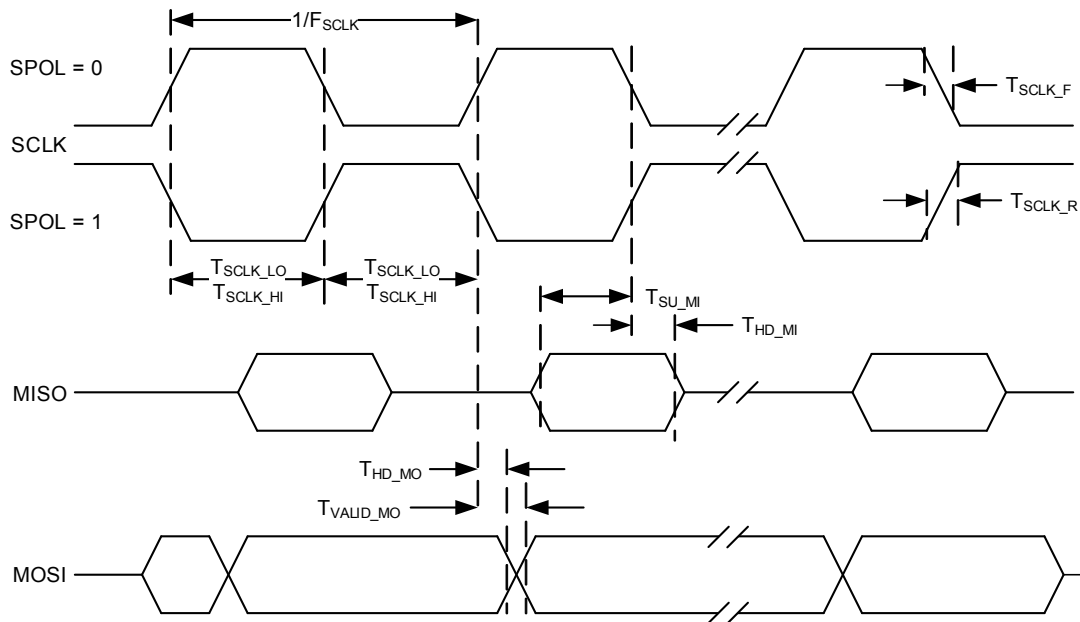 1/FSCLK
SPOL = 0
TSCLK_F
SCLK
SPOL = 1
TSCLK_R
TSCLK_LO TSCLK_LO
TSCLK_HI TSCLK_HI
TSU_MI
THD_MI
MISO
THD_MO
TVALID_MO
MOSI